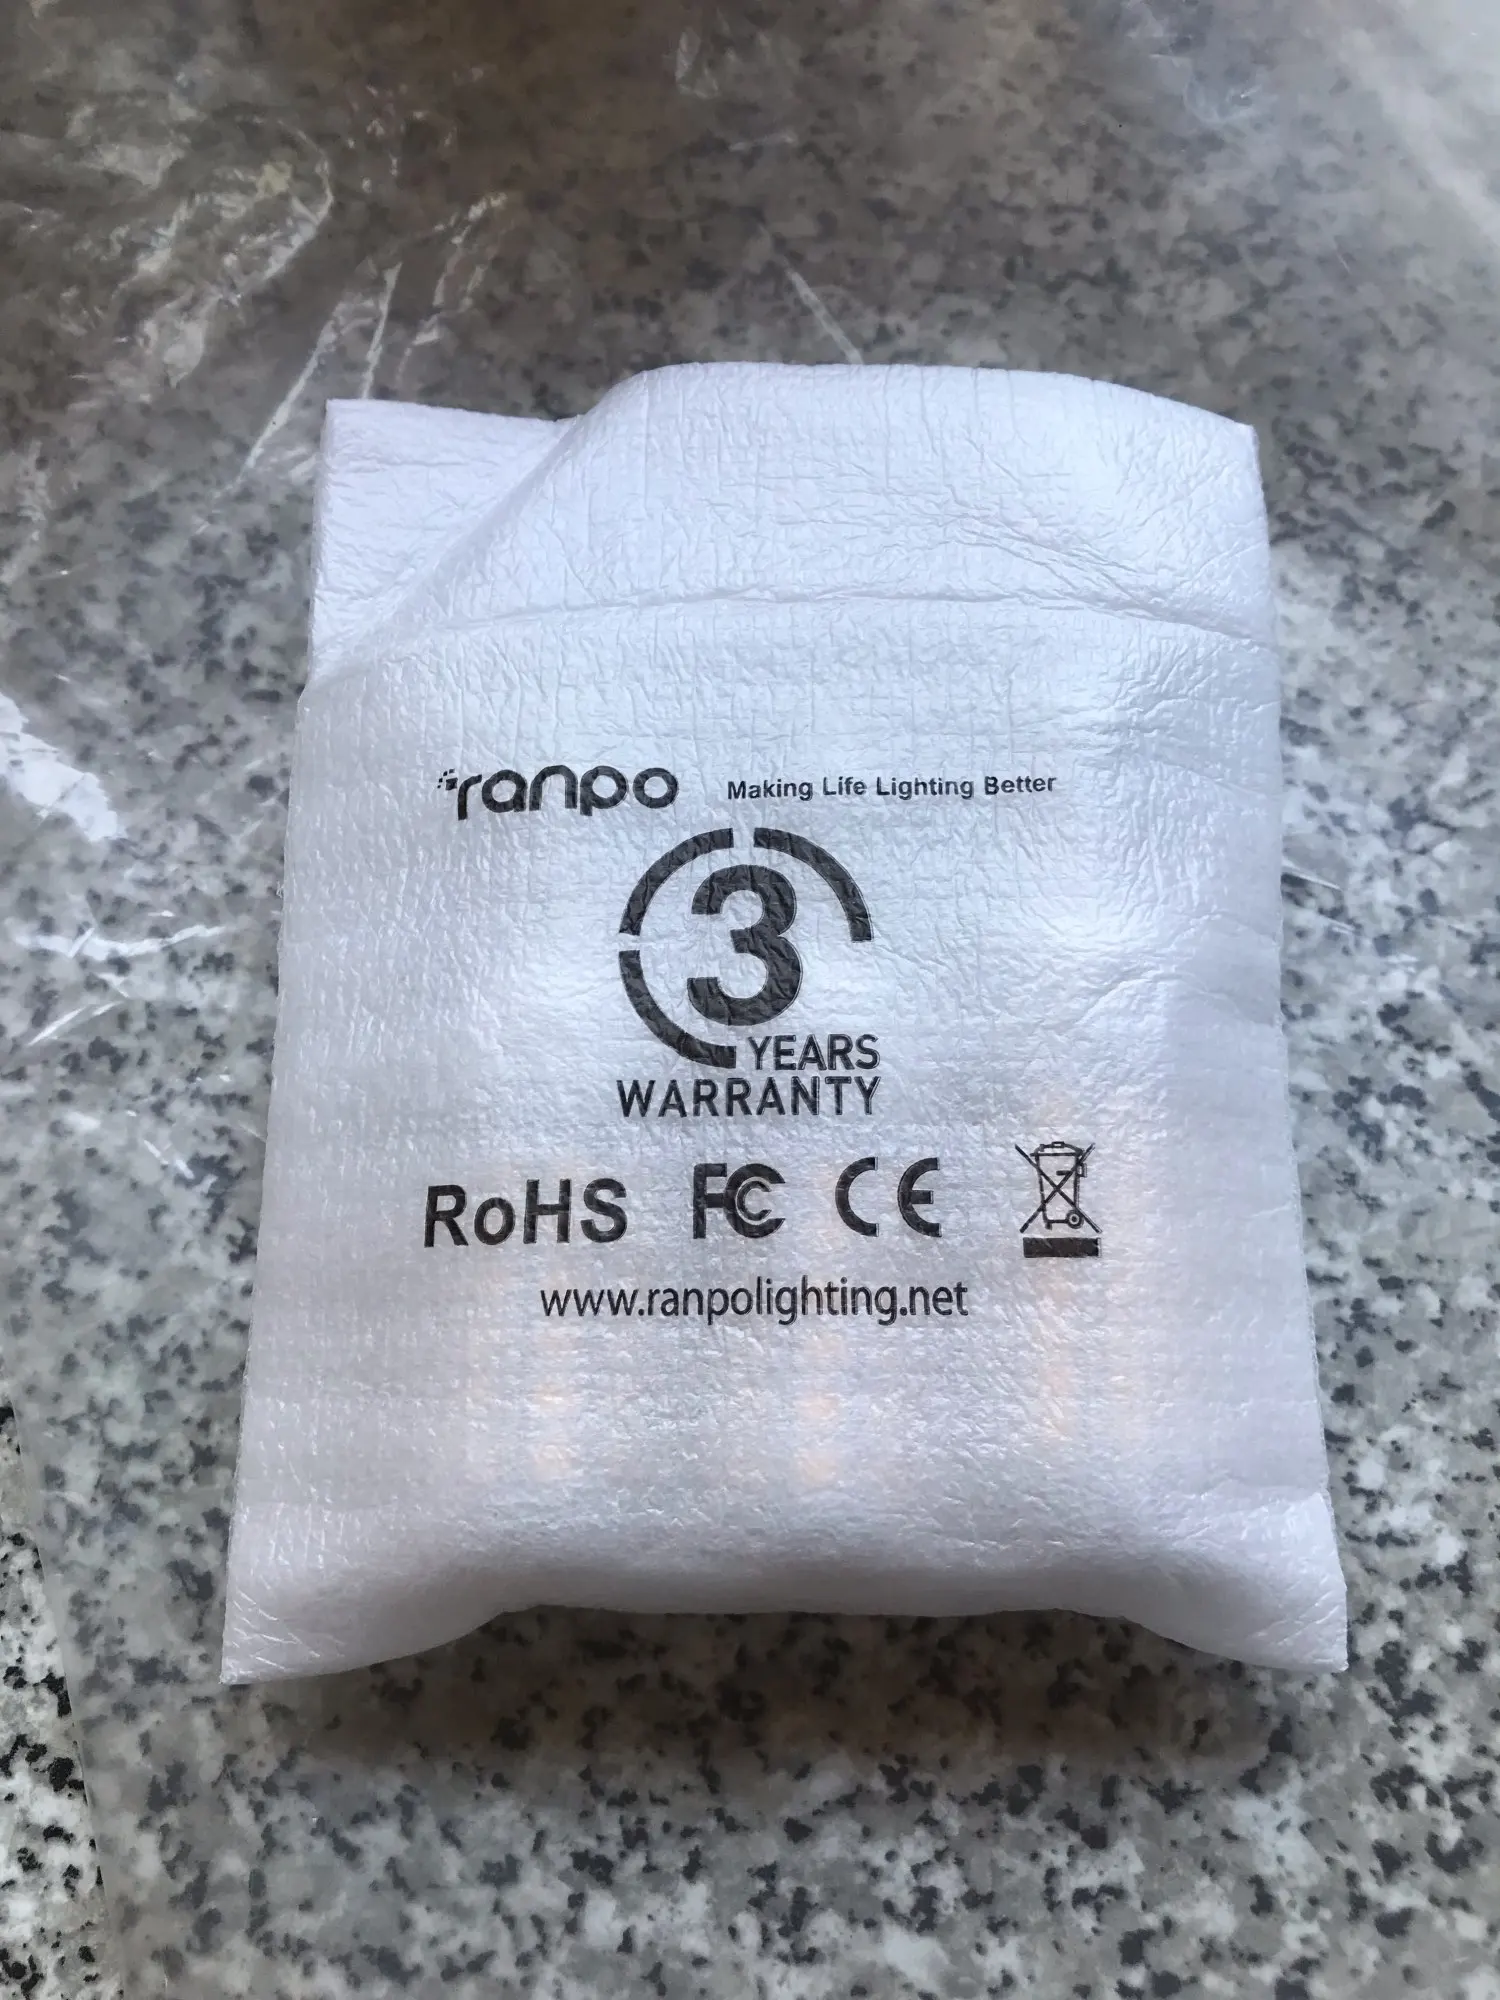 ranpo Making Life Lighting Better
3
YEARS
WARRANTY
RoHS FC CE
www.ranpolighting.net